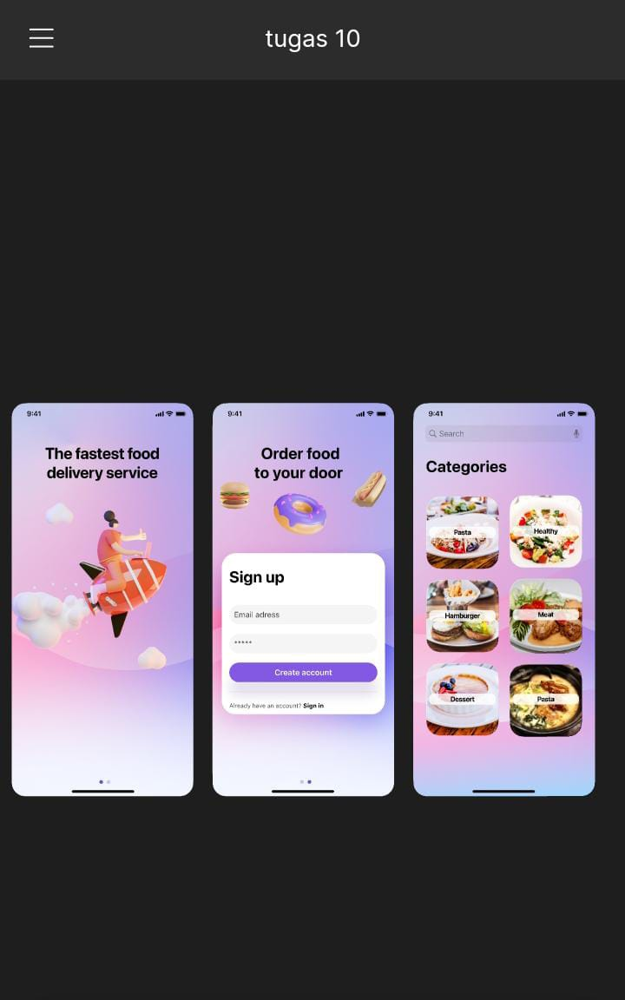 tugas 10
9:41
The fastest food
delivery service
9:41
Order food
to your door
Sign up
Email adress
*****
Create account
Already have an account? Sign in
9:41
Search
Categories
Pasta
Healthy
Hamburger
Meat
Dessert
Pasta